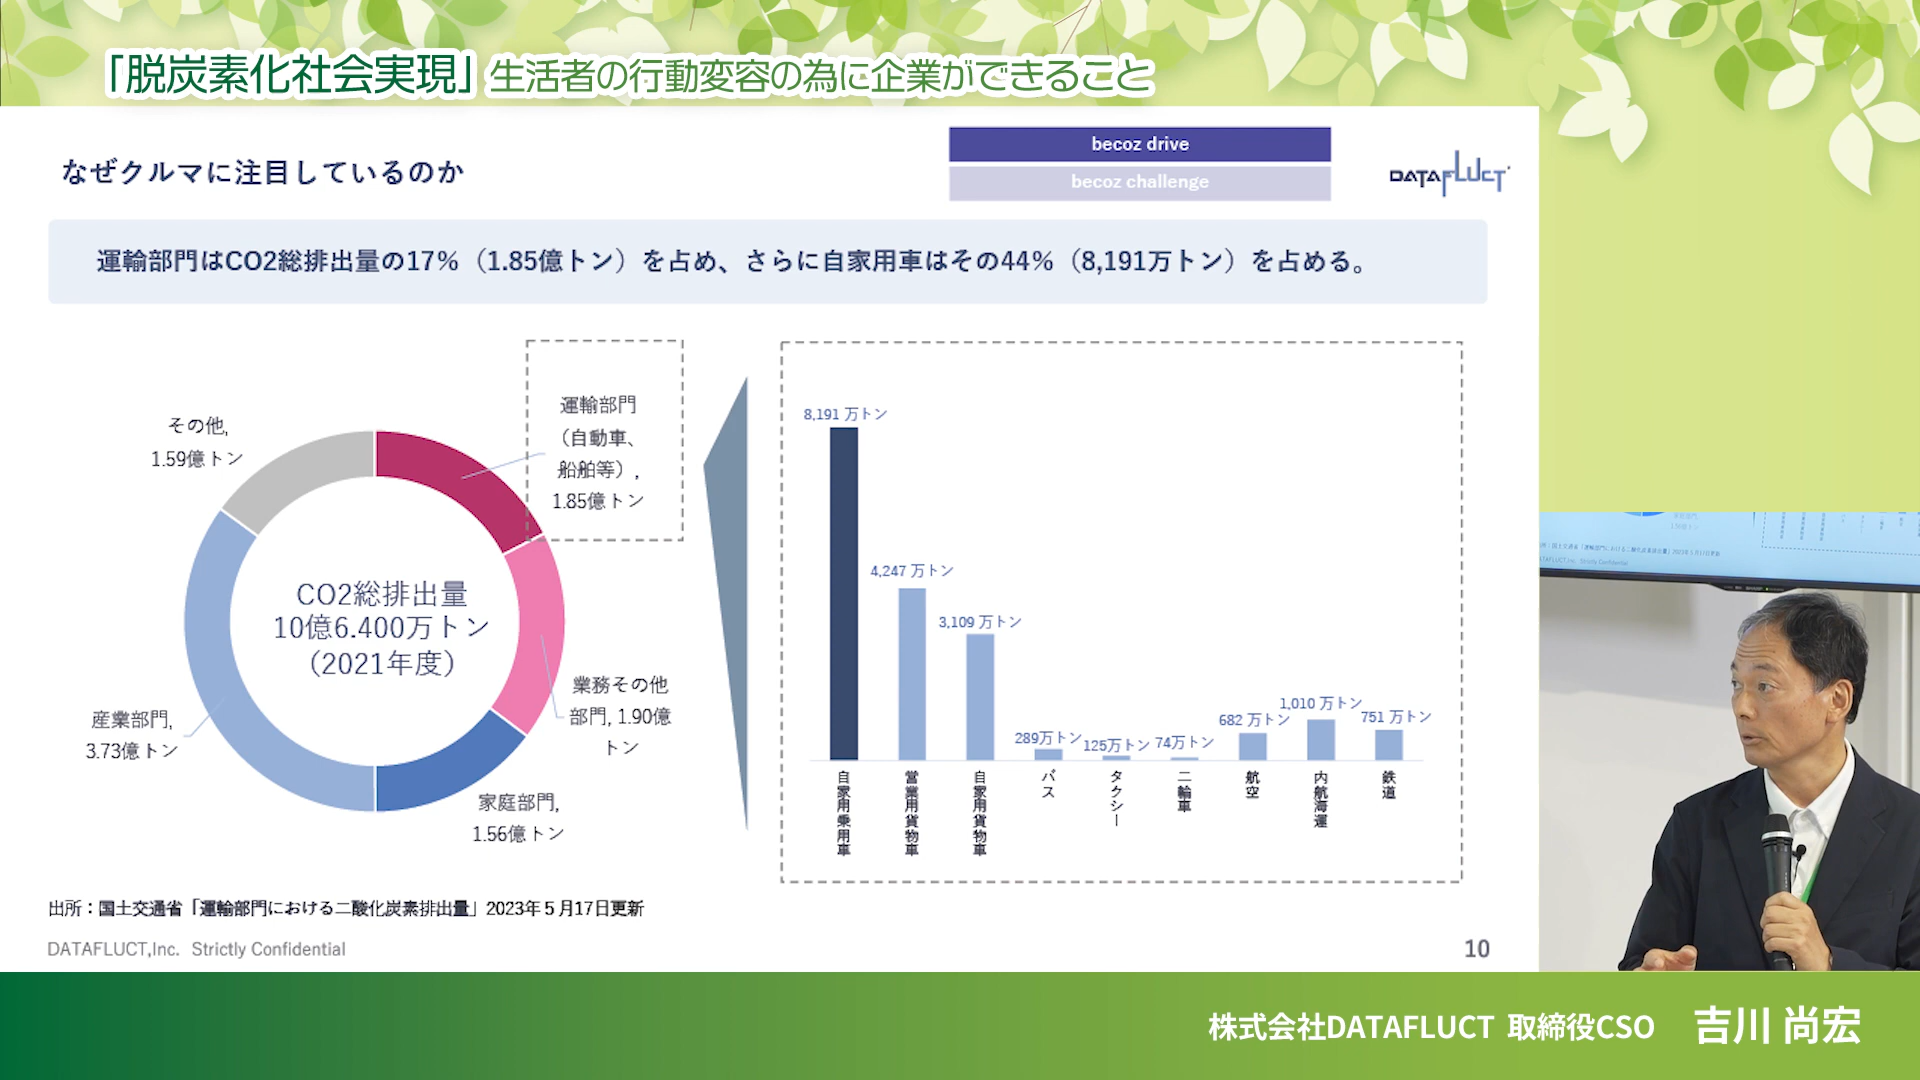 「脱炭素化社会実現」生活者の行動変容の為に企業ができること
なぜクルマに注目しているのか
becoz drive
becoz challenge
DATAFLUCT
運輸部門はCO2総排出量の17%（1.85億トン）を占め、さらに自家用車はその44%（8,191万トン）を占める。
その他,
1.59億トン
運輸部門
（自動車、
船舶等）,
1.85億トン
CO2総排出量
10億6.400万トン
（2021年度）
産業部門,
3.73億トン
業務その他
部門, 1.90億
トン
家庭部門,
1.56億トン
8,191 万トン
4,247 万トン
3,109 万トン
289万トン
125万トン
74万トン
682 万トン
1,010 万トン
751 万トン
自家用乗用車
営業用貨物車
自家用貨物車
バス
タクシー
二輪車
航空
内航海運
鉄道
出所：国土交通省「運輸部門における二酸化炭素排出量」2023年５月17日更新
DATAFLUCT,Inc. Strictly Confidential
10
株式会社DATAFLUCT 取締役CSO 吉川 尚宏